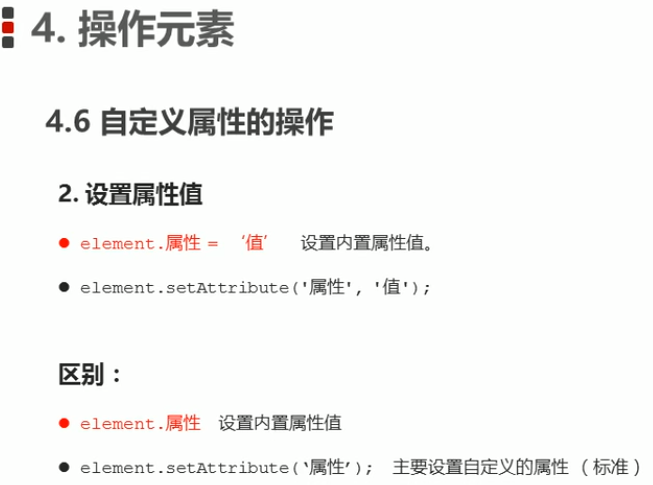 4. 操作元素
4.6 自定义属性的操作
2. 设置属性值
● element.属性 = ‘值’ 设置内置属性值。
● element.setAttribute('属性', '值');
区别：
● element.属性 设置内置属性值
● element.setAttribute(‘属性’); 主要设置自定义的属性 （标准）